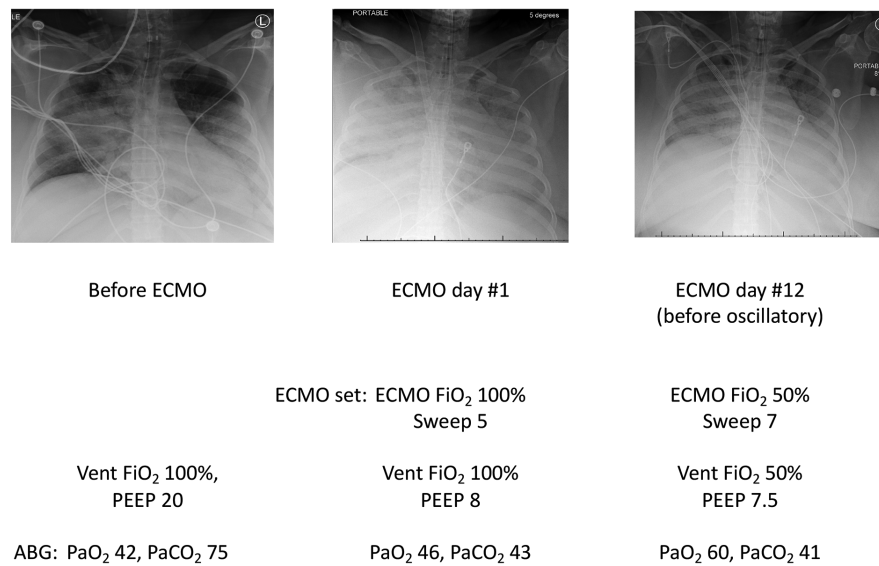 LE
L
PORTABLE
5 degrees
PORTAB
Before ECMO
ECMO day #1
ECMO day #12
(before oscillatory)
ECMO set: ECMO FiO₂ 100%
Sweep 5
ECMO FiO₂ 50%
Sweep 7
Vent FiO₂ 100%,
PEEP 20
Vent FiO₂ 100%
PEEP 8
Vent FiO₂ 50%
PEEP 7.5
ABG: PaO₂ 42, PaCO₂ 75
PaO₂ 46, PaCO₂ 43
PaO₂ 60, PaCO₂ 41